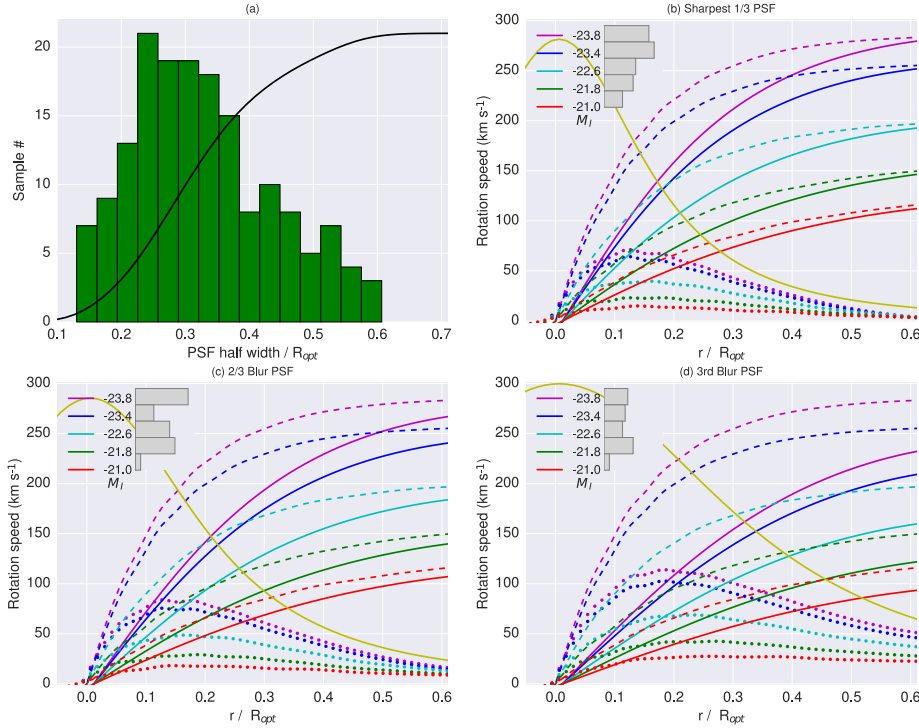 (a)
Sample #
20
15
10
5
0
0.1 0.2 0.3 0.4 0.5 0.6 0.7
PSF half width / R_opt
(b) Sharpest 1/3 PSF
Rotation speed (km s⁻¹)
300
250
200
150
100
50
0
-23.8
-23.4
-22.6
-21.8
-21.0
M_I
0.0 0.1 0.2 0.3 0.4 0.5 0.6
r / R_opt
(c) 2/3 Blur PSF
Rotation speed (km s⁻¹)
300
250
200
150
100
50
0
-23.8
-23.4
-22.6
-21.8
-21.0
M_I
0.0 0.1 0.2 0.3 0.4 0.5 0.6
r / R_opt
(d) 3rd Blur PSF
Rotation speed (km s⁻¹)
300
250
200
150
100
50
0
-23.8
-23.4
-22.6
-21.8
-21.0
M_I
0.0 0.1 0.2 0.3 0.4 0.5 0.6
r / R_opt